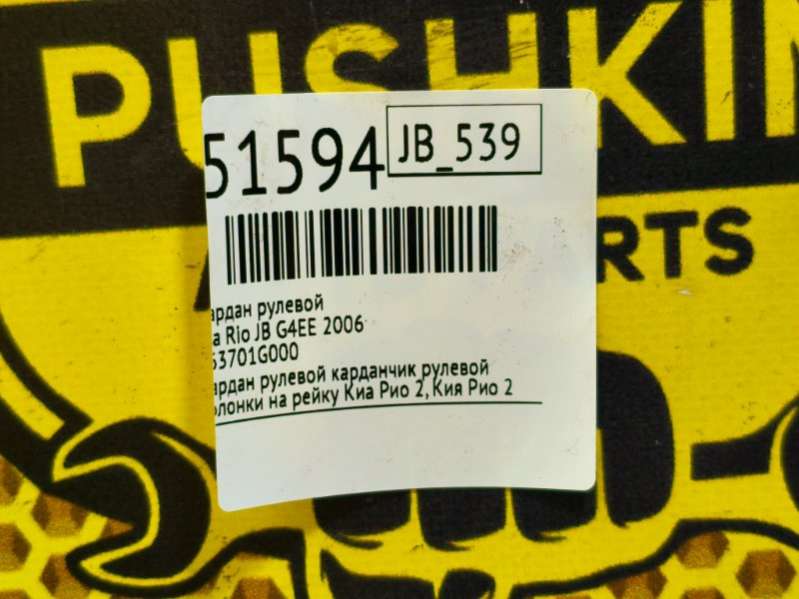 PUSHKIN
RTS
51594
JB_539
ардан рулевой
а Rio JB G4EE 2006
63701G000
ардан рулевой карданчик рулевой
олонки на рейку Киа Рио 2, Кия Рио 2